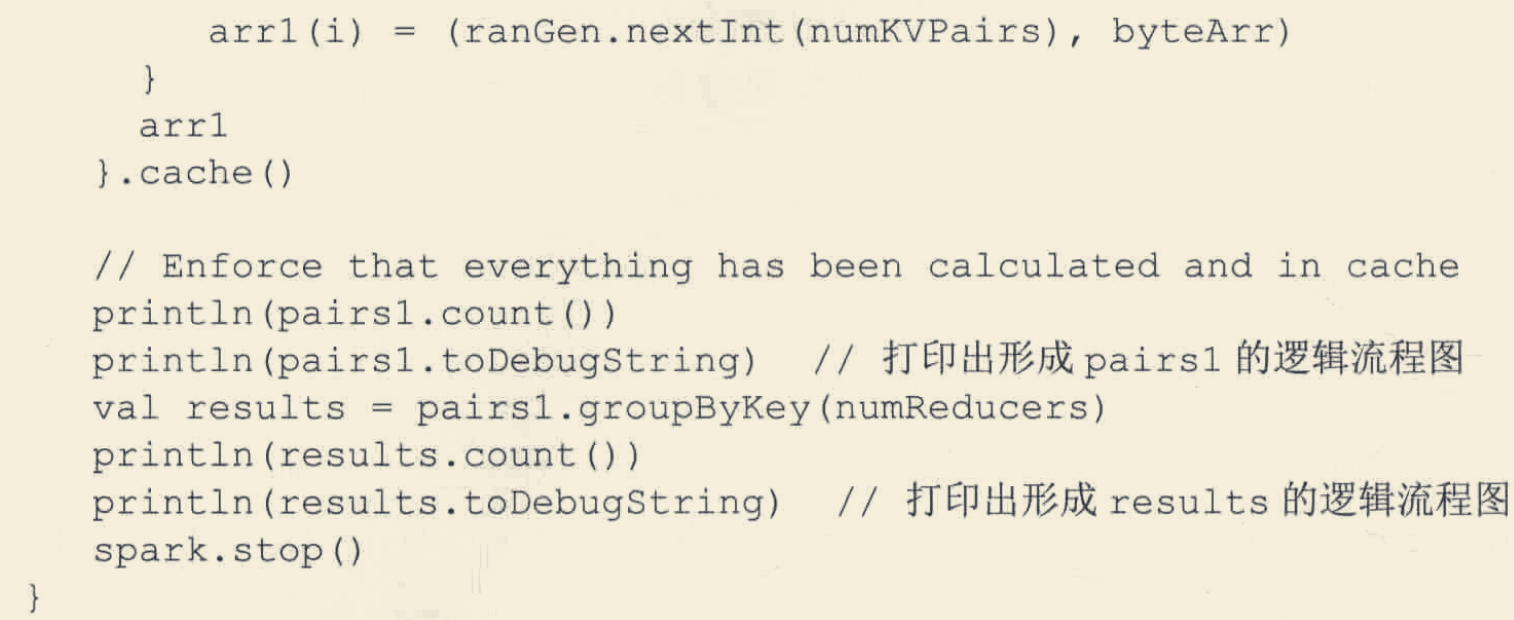 arr1(i) = (ranGen.nextInt(numKVPairs), byteArr)
}
arr1
}.cache()
// Enforce that everything has been calculated and in cache
println(pairs1.count())
println(pairs1.toDebugString) // 打印出形成 pairs1 的逻辑流程图
val results = pairs1.groupByKey(numReducers)
println(results.count())
println(results.toDebugString) // 打印出形成 results 的逻辑流程图
spark.stop()
}